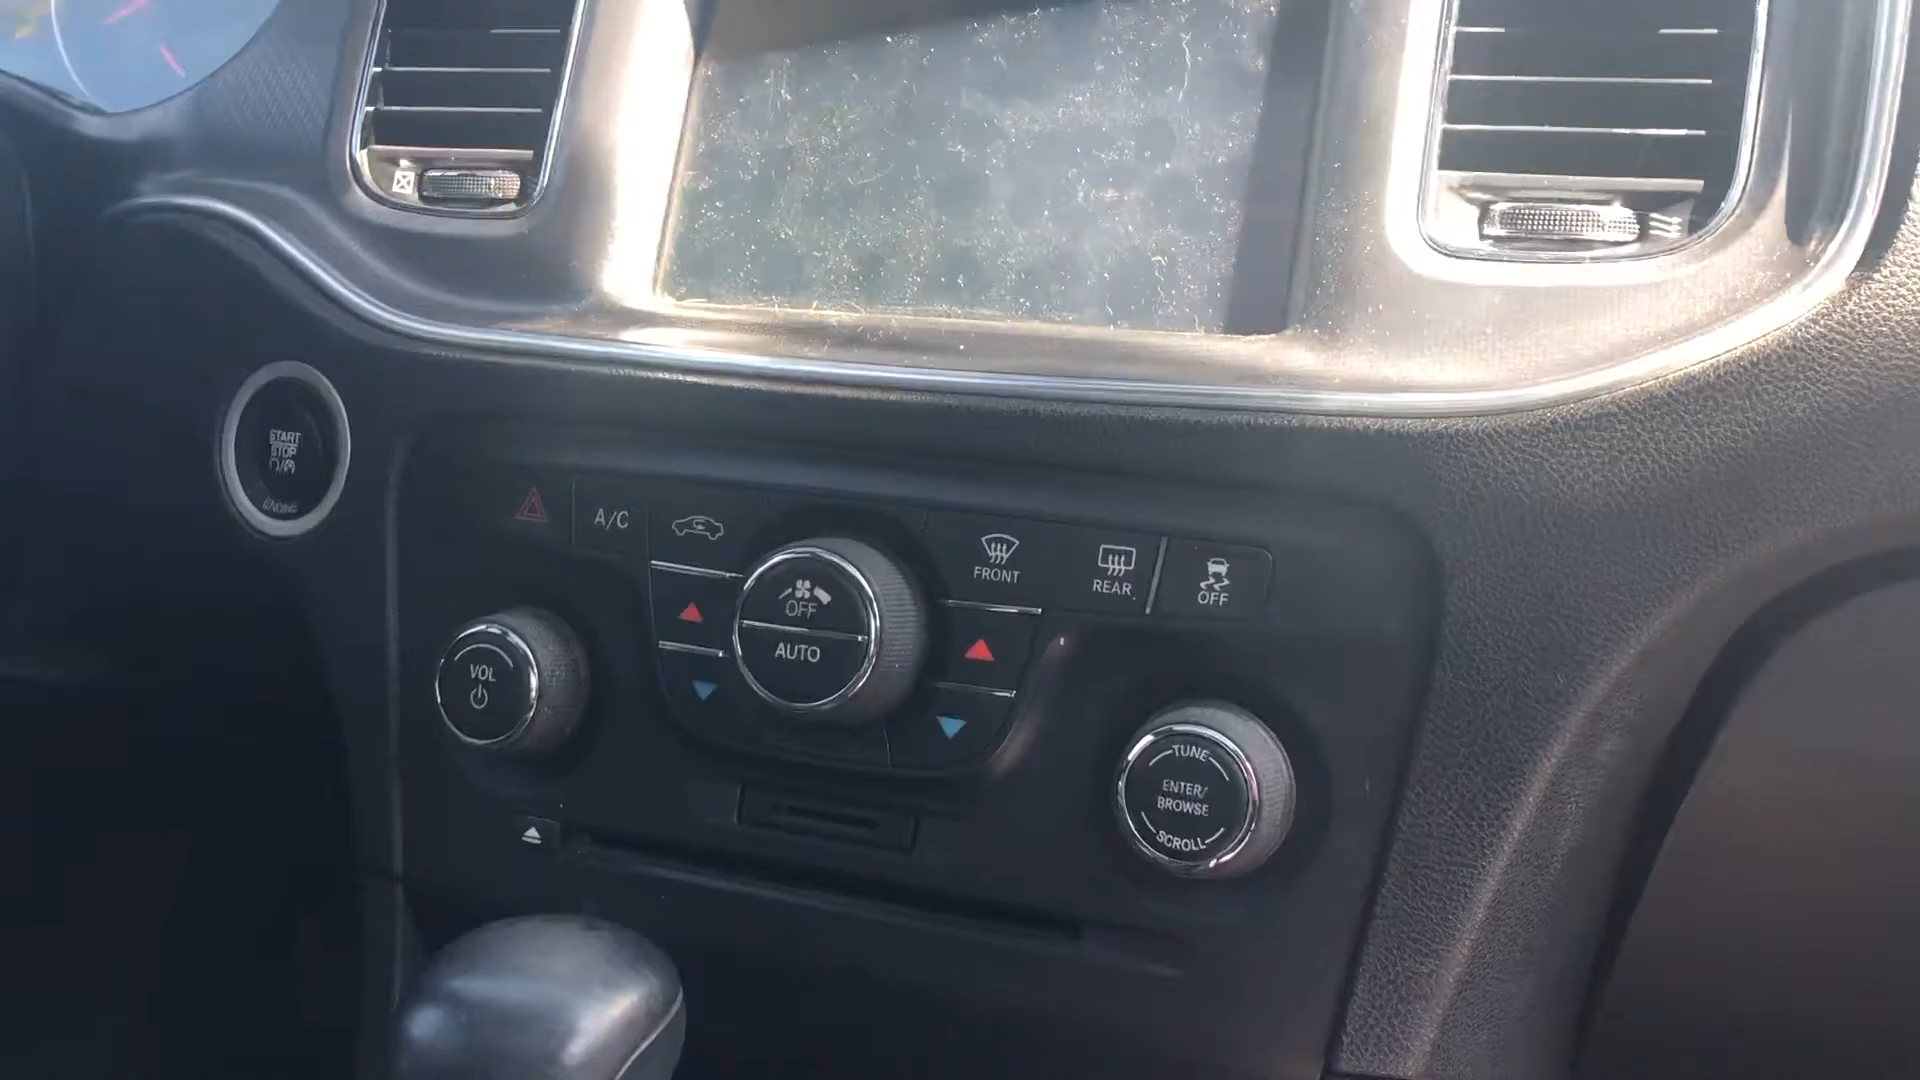 START
STOP
ENGINE
A/C
FRONT
REAR
OFF
OFF
AUTO
VOL
TUNE
ENTER/
BROWSE
SCROLL